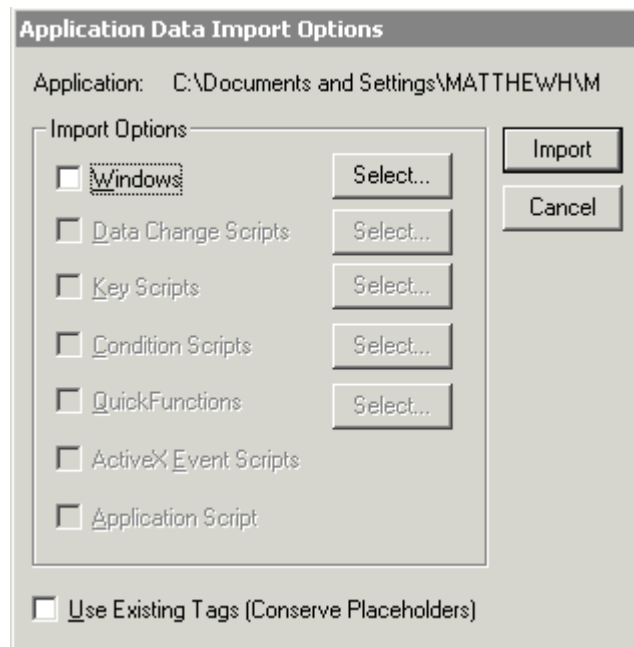 Application Data Import Options
Application: C:\Documents and Settings\MATTHEWH\M
Import Options
Import
Windows Select...
Cancel
Data Change Scripts Select...
Key Scripts Select...
Condition Scripts Select...
QuickFunctions Select...
ActiveX Event Scripts
Application Script
Use Existing Tags (Conserve Placeholders)